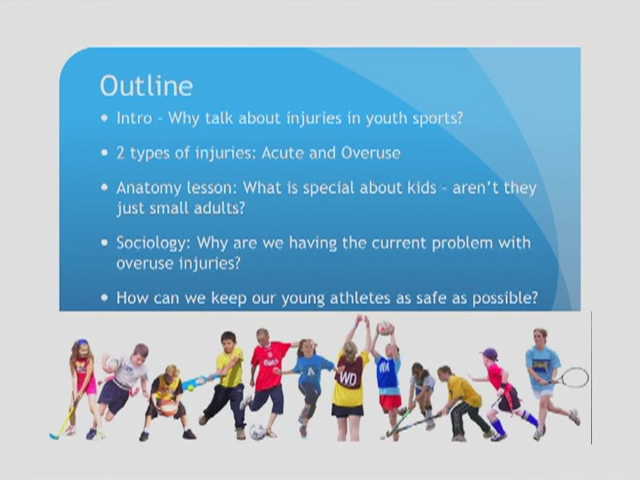 Outline
• Intro – Why talk about injuries in youth sports?
• 2 types of injuries: Acute and Overuse
• Anatomy lesson: What is special about kids – aren't they
just small adults?
• Sociology: Why are we having the current problem with
overuse injuries?
• How can we keep our young athletes as safe as possible?
A
WD